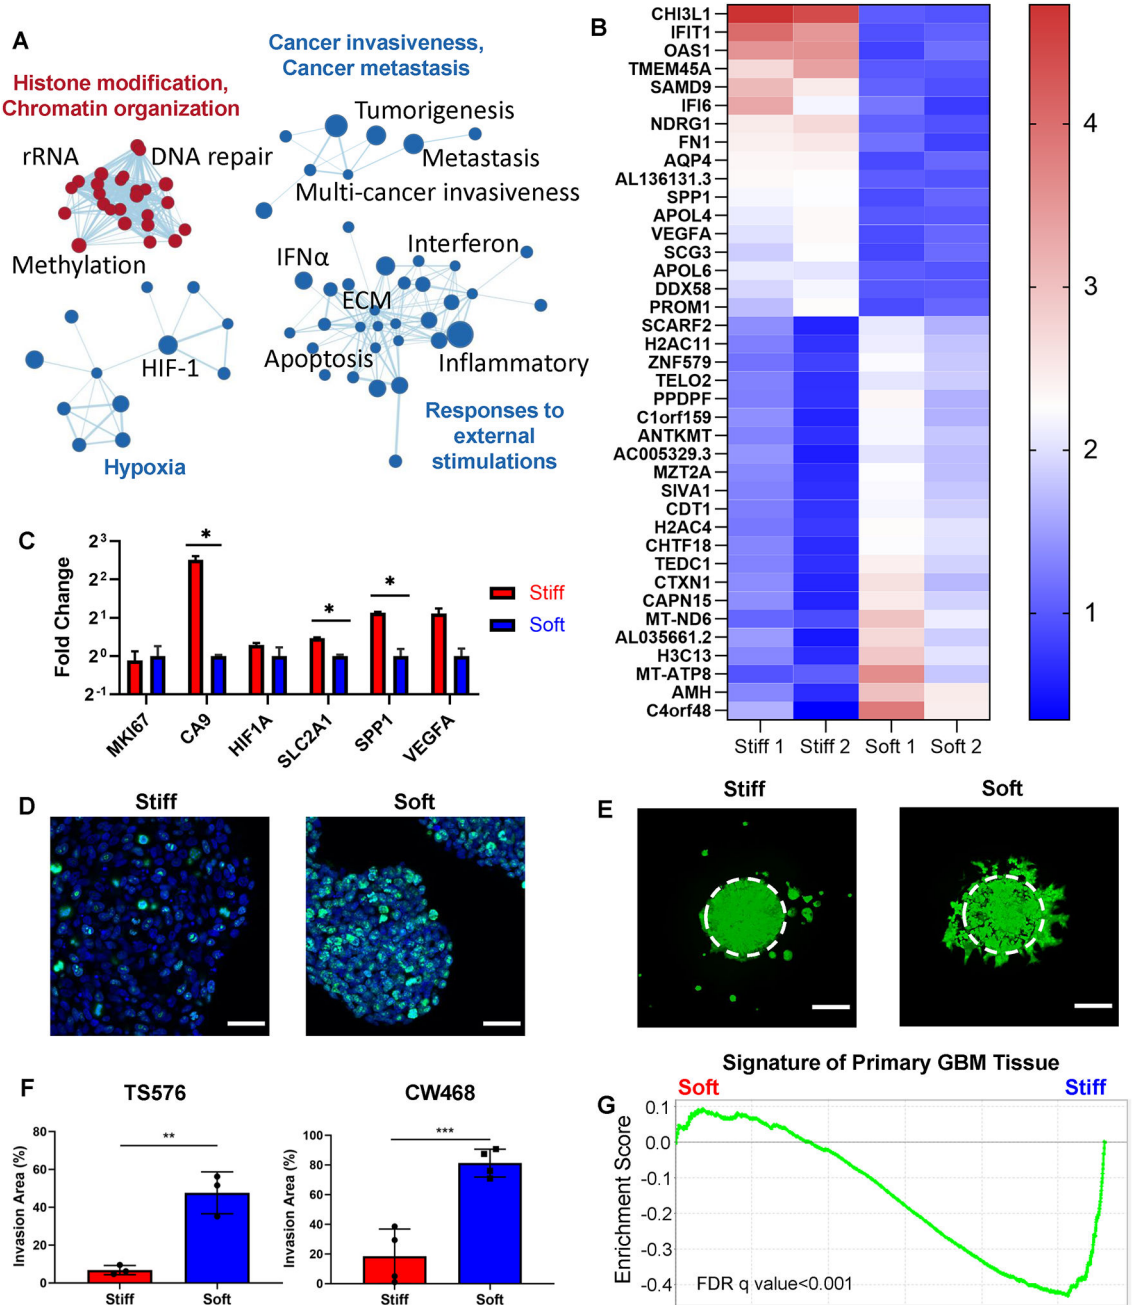 A
Cancer invasiveness,
Cancer metastasis
Histone modification,
Chromatin organization
Tumorigenesis
rRNA
DNA repair
Metastasis
Multi-cancer invasiveness
Methylation
IFNα
Interferon
ECM
HIF-1
Apoptosis
Inflammatory
Hypoxia
Responses to
external
stimulations
B
CHI3L1
IFIT1
OAS1
TMEM45A
SAMD9
IFI6
NDRG1
FN1
AQP4
AL136131.3
SPP1
APOL4
VEGFA
SCG3
APOL6
DDX58
PROM1
SCARF2
H2AC11
ZNF579
TELO2
PPDPF
C1orf159
ANTKMT
AC005329.3
MZT2A
SIVA1
CDT1
H2AC4
CHTF18
TEDC1
CTXN1
CAPN15
MT-ND6
AL035661.2
H3C13
MT-ATP8
AMH
C4orf48
Stiff 1 Stiff 2 Soft 1 Soft 2
4
3
2
1
C
Fold Change
2³
2²
2¹
2⁰
2⁻¹
*
*
*
Stiff
Soft
MKI67
CA9
HIF1A
SLC2A1
SPP1
VEGFA
D
Stiff
Soft
E
Stiff
Soft
F
TS576
Invasion Area (%)
80
60
40
20
0
**
Stiff
Soft
CW468
Invasion Area (%)
100
80
60
40
20
0
***
Stiff
Soft
G
Signature of Primary GBM Tissue
Soft
Stiff
Enrichment Score
0.1
0.0
-0.1
-0.2
-0.3
-0.4
FDR q value<0.001